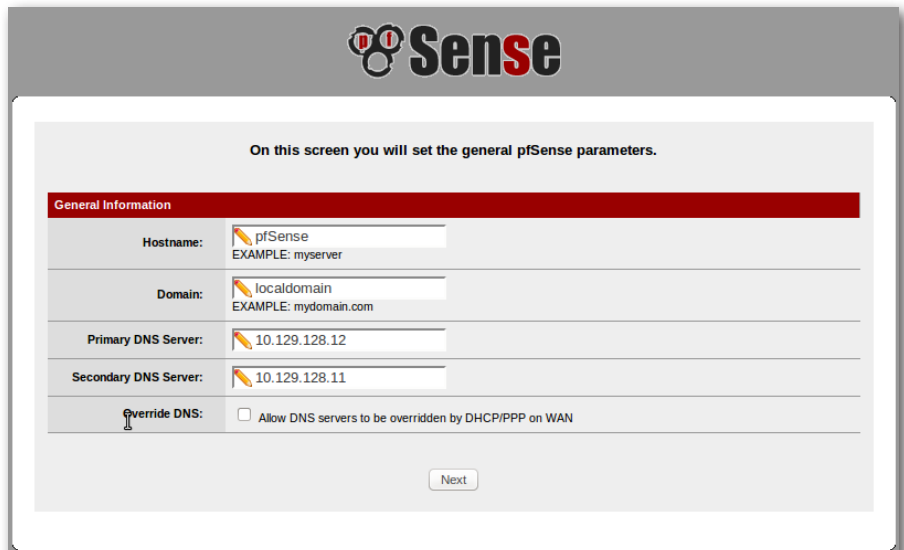 pf Sense
On this screen you will set the general pfSense parameters.
General Information
Hostname: pfSense
EXAMPLE: myserver
Domain: localdomain
EXAMPLE: mydomain.com
Primary DNS Server: 10.129.128.12
Secondary DNS Server: 10.129.128.11
Override DNS: Allow DNS servers to be overridden by DHCP/PPP on WAN
Next